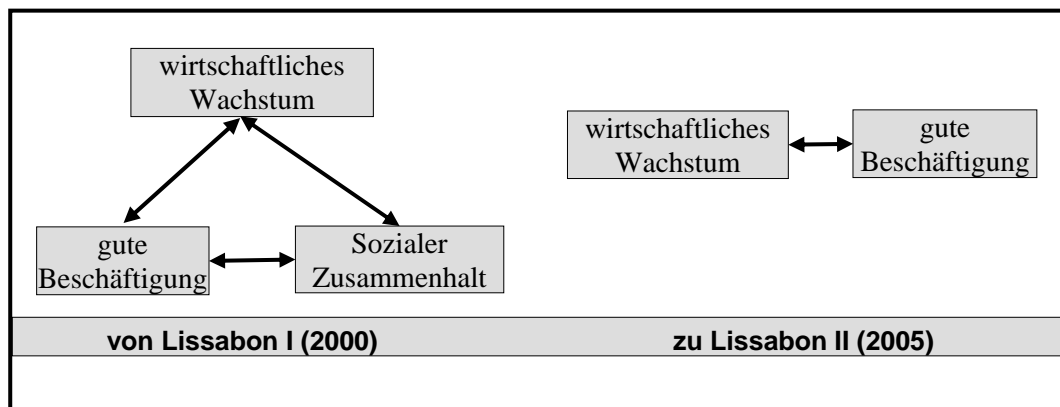 wirtschaftliches
Wachstum
gute
Beschäftigung
Sozialer
Zusammenhalt
wirtschaftliches
Wachstum
gute
Beschäftigung
von Lissabon I (2000)
zu Lissabon II (2005)